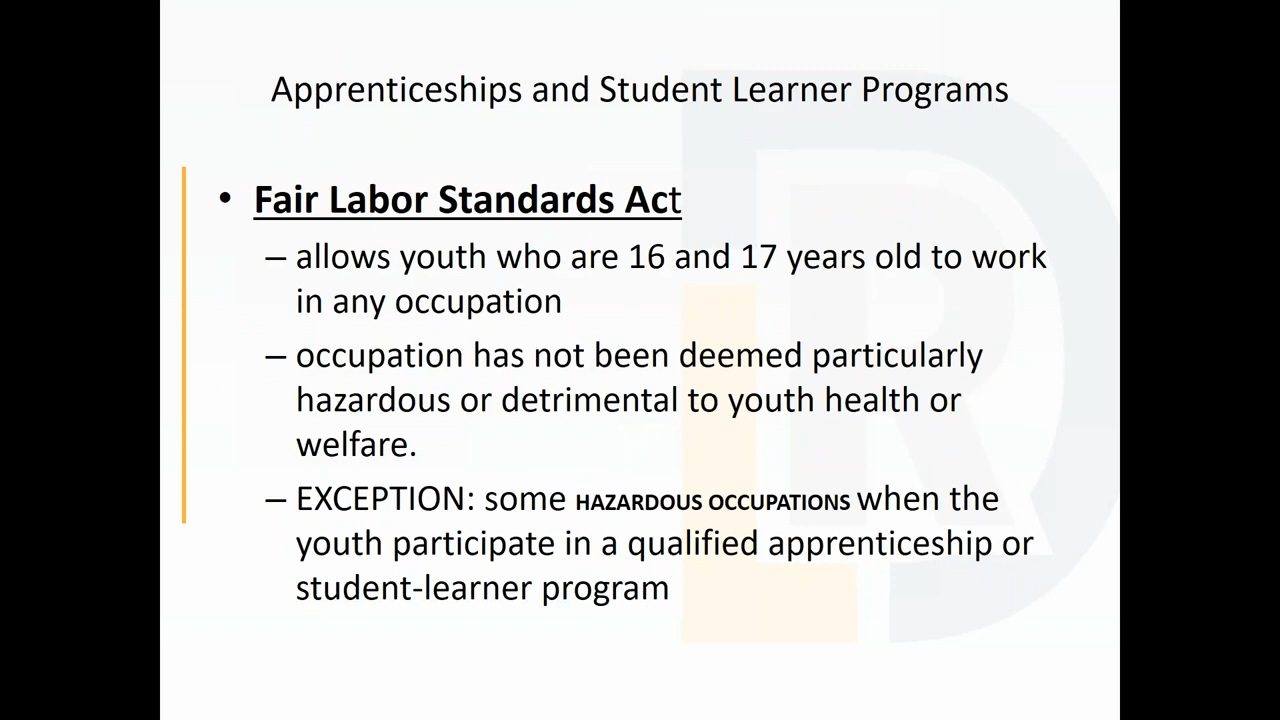 Apprenticeships and Student Learner Programs
• Fair Labor Standards Act
– allows youth who are 16 and 17 years old to work
in any occupation
– occupation has not been deemed particularly
hazardous or detrimental to youth health or
welfare.
– EXCEPTION: some HAZARDOUS OCCUPATIONS when the
youth participate in a qualified apprenticeship or
student-learner program